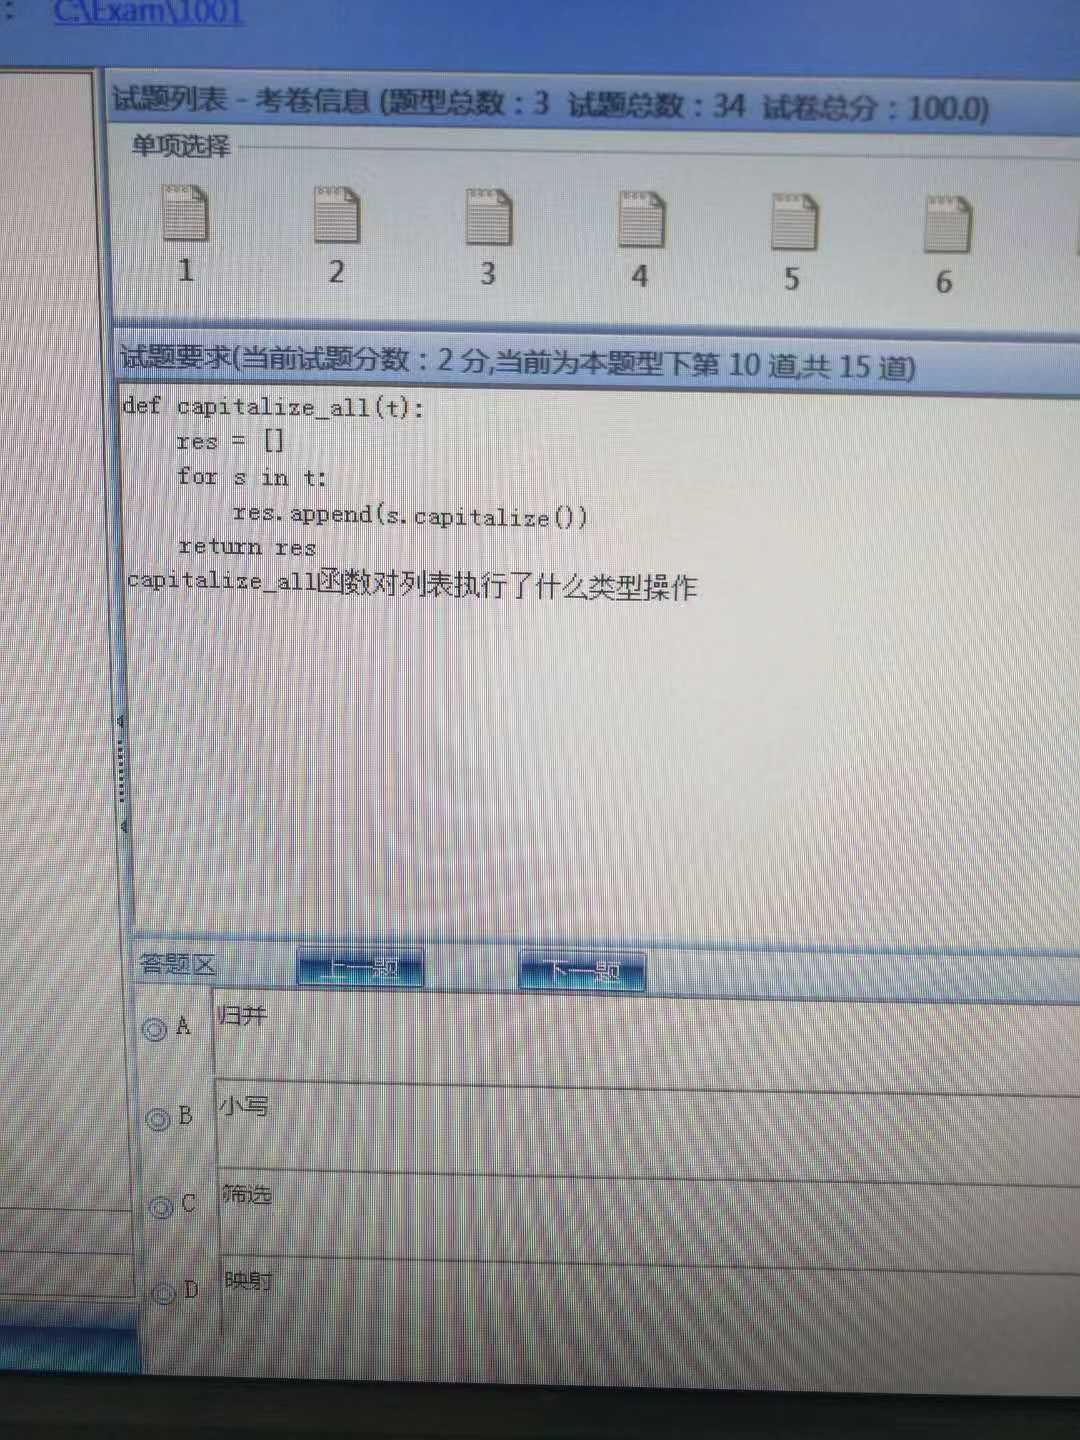 : C:\Exam\1001
试题列表 - 考卷信息 (题型总数：3 试题总数：34 试卷总分：100.0)
单项选择
1 2 3 4 5 6
试题要求(当前试题分数：2 分,当前为本题型下第 10 道,共 15 道)
def capitalize_all(t):
    res = []
    for s in t:
        res.append(s.capitalize())
    return res
capitalize_all函数对列表执行了什么类型操作
答题区 上一题 下一题
A 归并
B 小写
C 筛选
D 映射